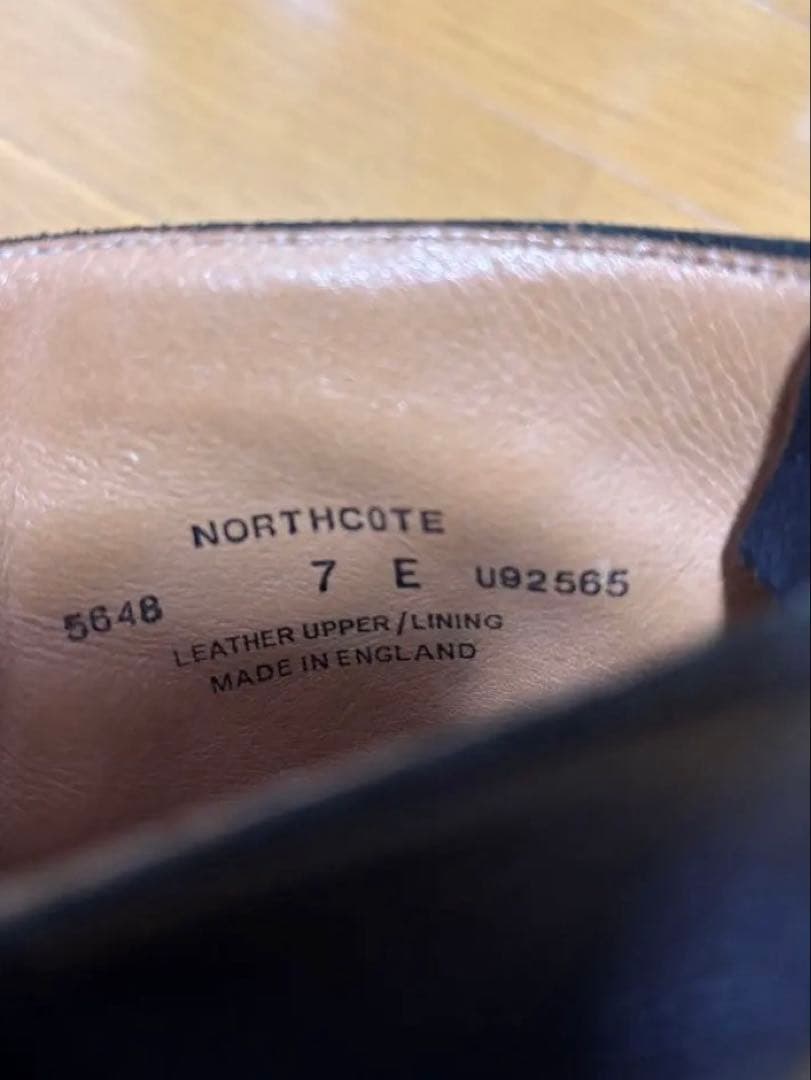 NORTHCOTE
7 E U92565
5648
LEATHER UPPER/LINING
MADE IN ENGLAND